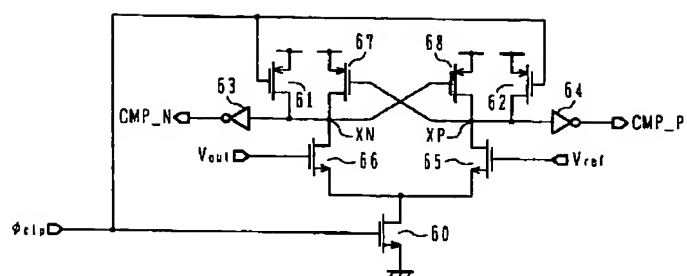 67
68
63
61
62
64
CMP_N
XN
XP
CMP_P
Vout
66
65
Vref
φclp
60